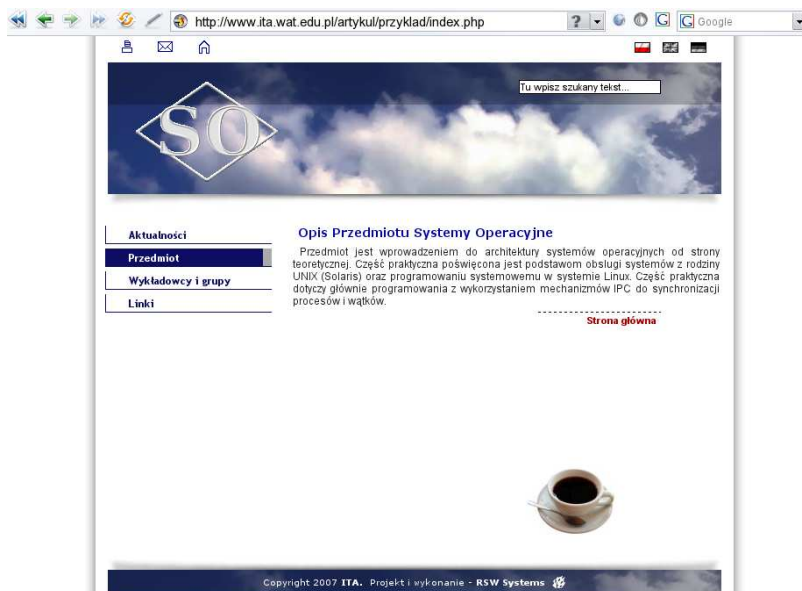 http://www.ita.wat.edu.pl/artykul/przyklad/index.php
?
G
G Google
Tu wpisz szukany tekst...
SO
Aktualności
Przedmiot
Wykładowcy i grupy
Linki
Opis Przedmiotu Systemy Operacyjne
Przedmiot jest wprowadzeniem do architektury systemów operacyjnych od strony
teoretycznej. Część praktyczna poświęcona jest podstawom obsługi systemów z rodziny
UNIX (Solaris) oraz programowaniu systemowemu w systemie Linux. Część praktyczna
dotyczy głównie programowania z wykorzystaniem mechanizmów IPC do synchronizacji
procesów i wątków.
Strona główna
Copyright 2007 ITA. Projekt i wykonanie - RSW Systems